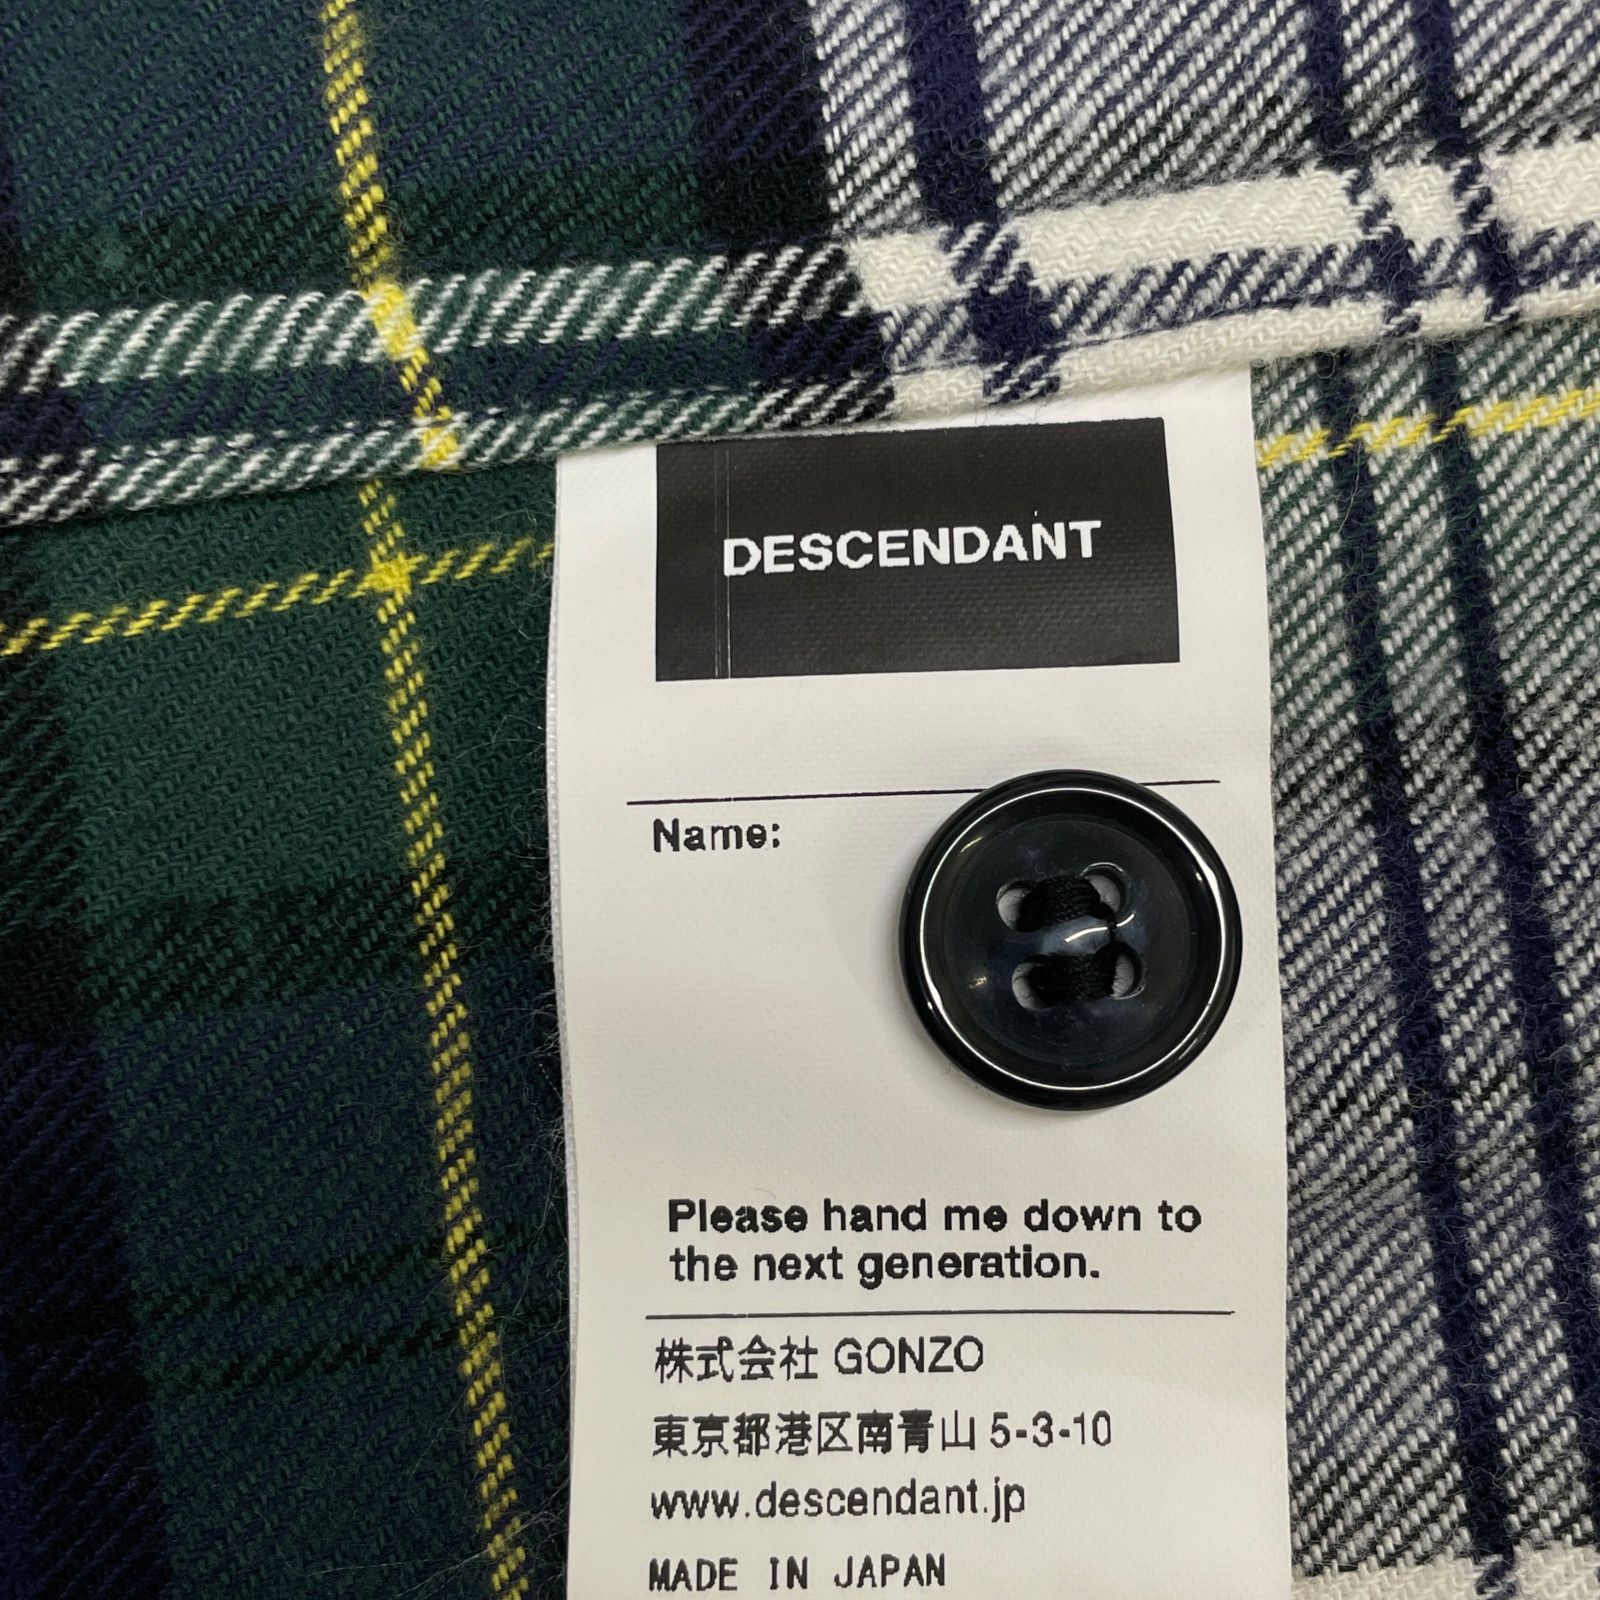 DESCENDANT
Name:
Please hand me down to
the next generation.
株式会社 GONZO
東京都港区南青山 5-3-10
www.descendant.jp
MADE IN JAPAN